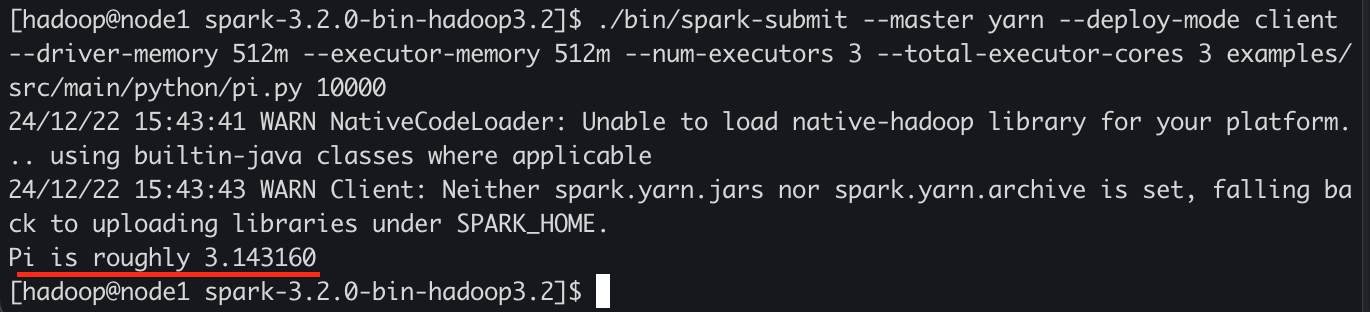 [hadoop@node1 spark-3.2.0-bin-hadoop3.2]$ ./bin/spark-submit --master yarn --deploy-mode client
--driver-memory 512m --executor-memory 512m --num-executors 3 --total-executor-cores 3 examples/
src/main/python/pi.py 10000
24/12/22 15:43:41 WARN NativeCodeLoader: Unable to load native-hadoop library for your platform.
.. using builtin-java classes where applicable
24/12/22 15:43:43 WARN Client: Neither spark.yarn.jars nor spark.yarn.archive is set, falling ba
ck to uploading libraries under SPARK_HOME.
Pi is roughly 3.143160
[hadoop@node1 spark-3.2.0-bin-hadoop3.2]$